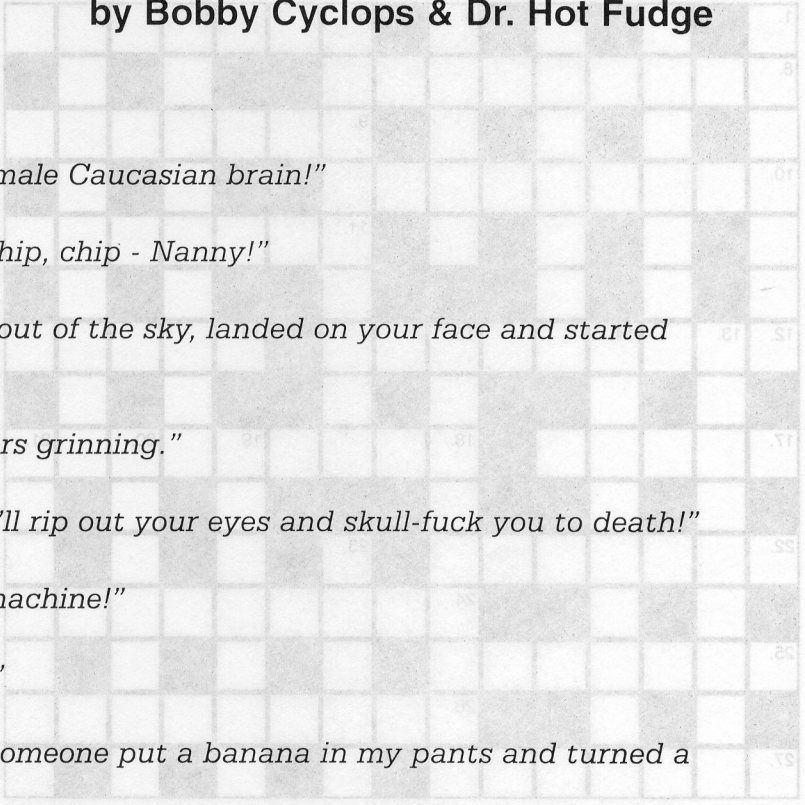 by Bobby Cyclops & Dr. Hot Fudge
male Caucasian brain!”
hip, chip - Nanny!”
out of the sky, landed on your face and started
rs grinning.”
’ll rip out your eyes and skull-fuck you to death!”
machine!”
”
omeone put a banana in my pants and turned a